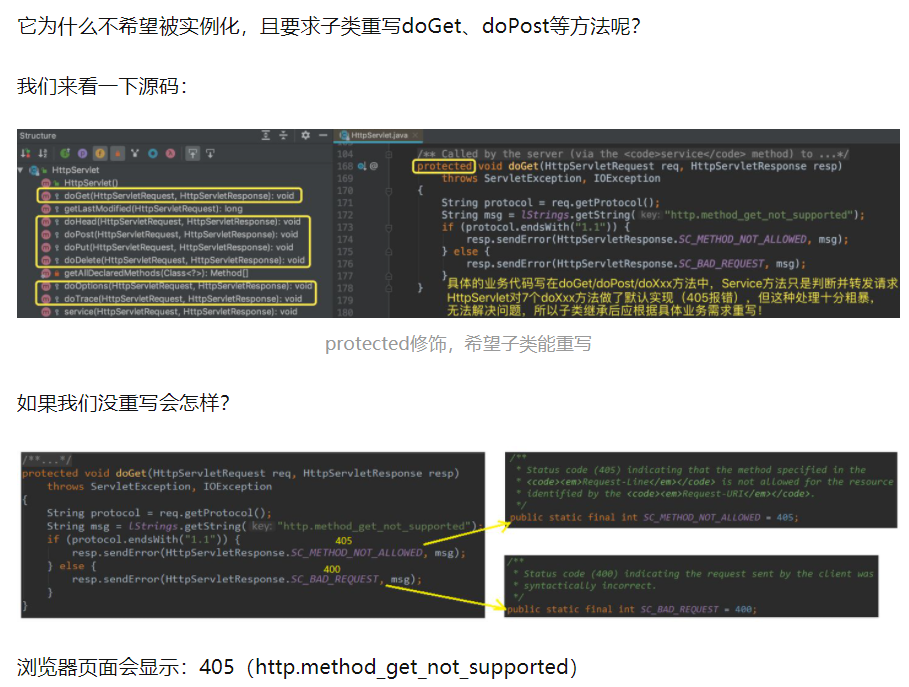 它为什么不希望被实例化，且要求子类重写doGet、doPost等方法呢？
我们来看一下源码：
Structure
HttpServlet
HttpServlet()
doGet(HttpServletRequest, HttpServletResponse): void
getLastModified(HttpServletRequest): long
doHead(HttpServletRequest, HttpServletResponse): void
doPost(HttpServletRequest, HttpServletResponse): void
doPut(HttpServletRequest, HttpServletResponse): void
doDelete(HttpServletRequest, HttpServletResponse): void
getAllDeclaredMethods(Class<?>): Method[]
doOptions(HttpServletRequest, HttpServletResponse): void
doTrace(HttpServletRequest, HttpServletResponse): void
service(HttpServletRequest, HttpServletResponse): void
HttpServlet.java
104 /** Called by the server (via the <code>service</code> method) to ...*/
168 protected void doGet(HttpServletRequest req, HttpServletResponse resp)
169 throws ServletException, IOException
170 {
171 String protocol = req.getProtocol();
172 String msg = lStrings.getString( key: "http.method_get_not_supported");
173 if (protocol.endsWith("1.1")) {
174 resp.sendError(HttpServletResponse.SC_METHOD_NOT_ALLOWED, msg);
175 } else {
176 resp.sendError(HttpServletResponse.SC_BAD_REQUEST, msg);
177 }
178 }
179
180
具体的业务代码写在doGet/doPost/doXxx方法中，Service方法只是判断并转发请求
HttpServlet对7个doXxx方法做了默认实现（405报错），但这种处理十分粗暴，
无法解决问题，所以子类继承后应根据具体业务需求重写！
protected修饰，希望子类能重写
如果我们没重写会怎样？
/**...*/
protected void doGet(HttpServletRequest req, HttpServletResponse resp)
throws ServletException, IOException
{
String protocol = req.getProtocol();
String msg = lStrings.getString( key: "http.method_get_not_supported");
if (protocol.endsWith("1.1")) {
405
resp.sendError(HttpServletResponse.SC_METHOD_NOT_ALLOWED, msg);
} else {
400
resp.sendError(HttpServletResponse.SC_BAD_REQUEST, msg);
}
}
/**
* Status code (405) indicating that the method specified in the
* <code><em>Request-Line</em></code> is not allowed for the resource
* identified by the <code><em>Request-URI</em></code>.
*/
public static final int SC_METHOD_NOT_ALLOWED = 405;
/**
* Status code (400) indicating the request sent by the client was
* syntactically incorrect.
*/
public static final int SC_BAD_REQUEST = 400;
浏览器页面会显示：405（http.method_get_not_supported）